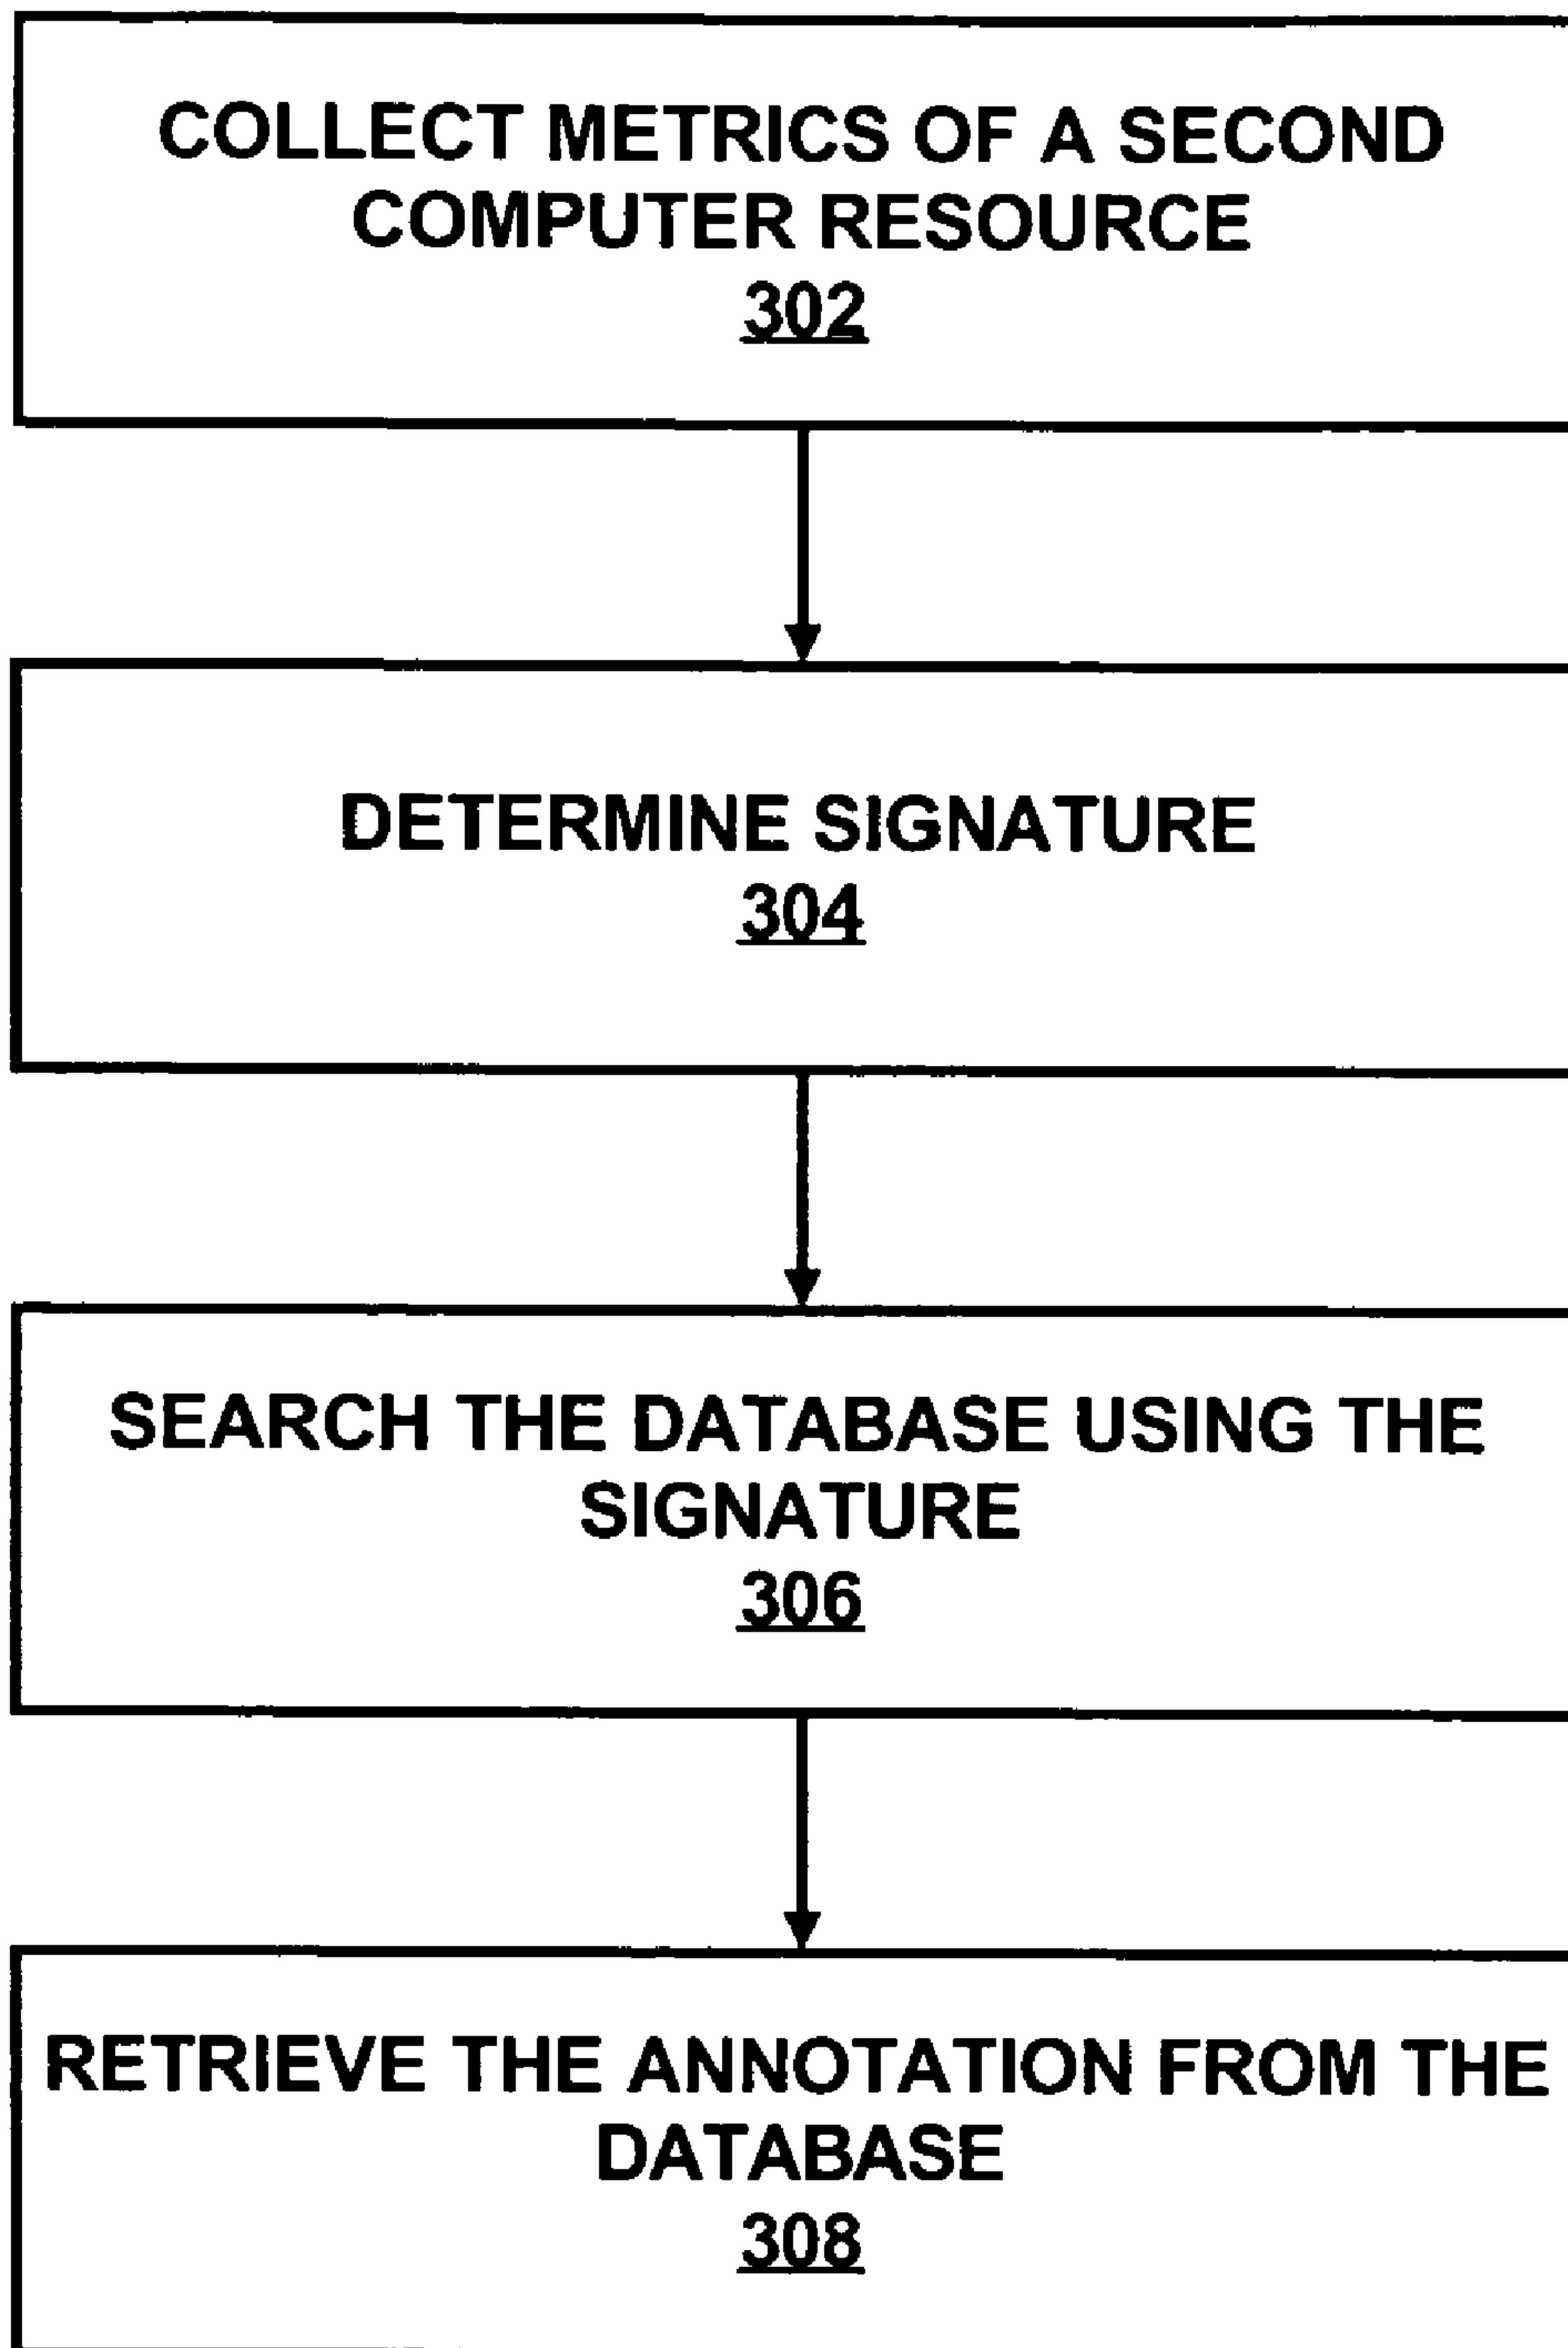 COLLECT METRICS OF A SECOND
COMPUTER RESOURCE
302
DETERMINE SIGNATURE
304
SEARCH THE DATABASE USING THE
SIGNATURE
306
RETRIEVE THE ANNOTATION FROM THE
DATABASE
308